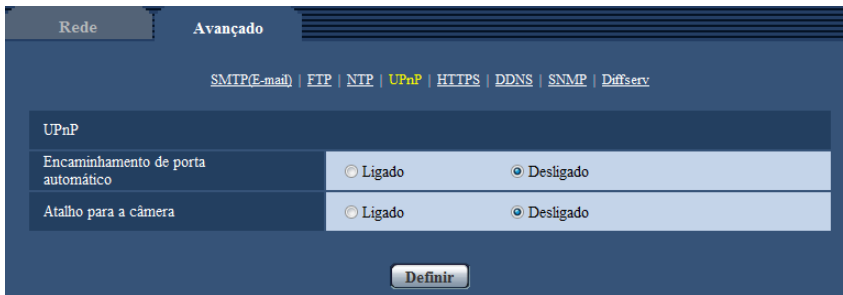 Rede Avançado
SMTP(E-mail) | FTP | NTP | UPnP | HTTPS | DDNS | SNMP | Diffserv
UPnP
Encaminhamento de porta
automático
Ligado Desligado
Atalho para a câmera Ligado Desligado
Definir